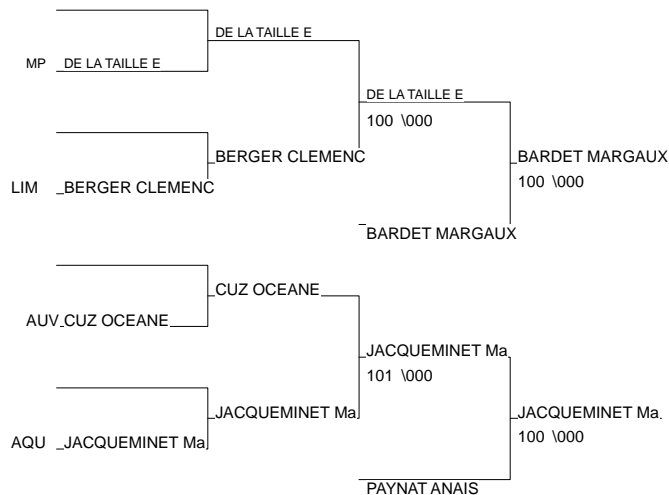 DE LA TAILLE E
MP DE LA TAILLE E
DE LA TAILLE E
100 \000
BERGER CLEMENC
BARDET MARGAUX
100 \000
LIM BERGER CLEMENC
BARDET MARGAUX
CUZ OCEANE
AUV CUZ OCEANE
JACQUEMINET Ma
101 \000
JACQUEMINET Ma
JACQUEMINET Ma
100 \000
AQU JACQUEMINET Ma
PAYNAT ANAIS